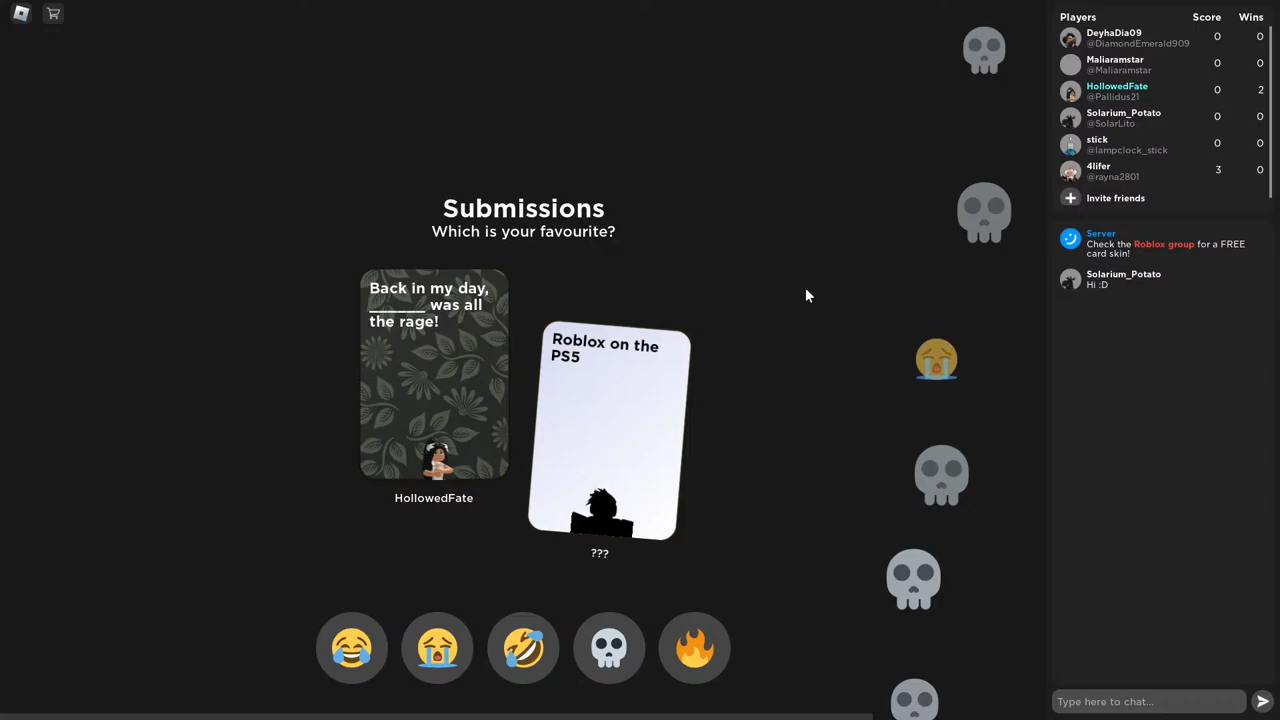 Players Score Wins
DeyhaDia09 0 0
@DiamondEmerald909
Maliaramstar 0 0
@Maliaramstar
HollowedFate 0 2
@Pallidus21
Solarium_Potato 0 0
@SolarLito
stick 0 0
@lampclock_stick
4lifer 3 0
@rayna2801
Invite friends
Server
Check the Roblox group for a FREE
card skin!
Solarium_Potato
Hi :D
Submissions
Which is your favourite?
Back in my day,
______ was all
the rage!
HollowedFate
Roblox on the
PS5
???
Type here to chat...